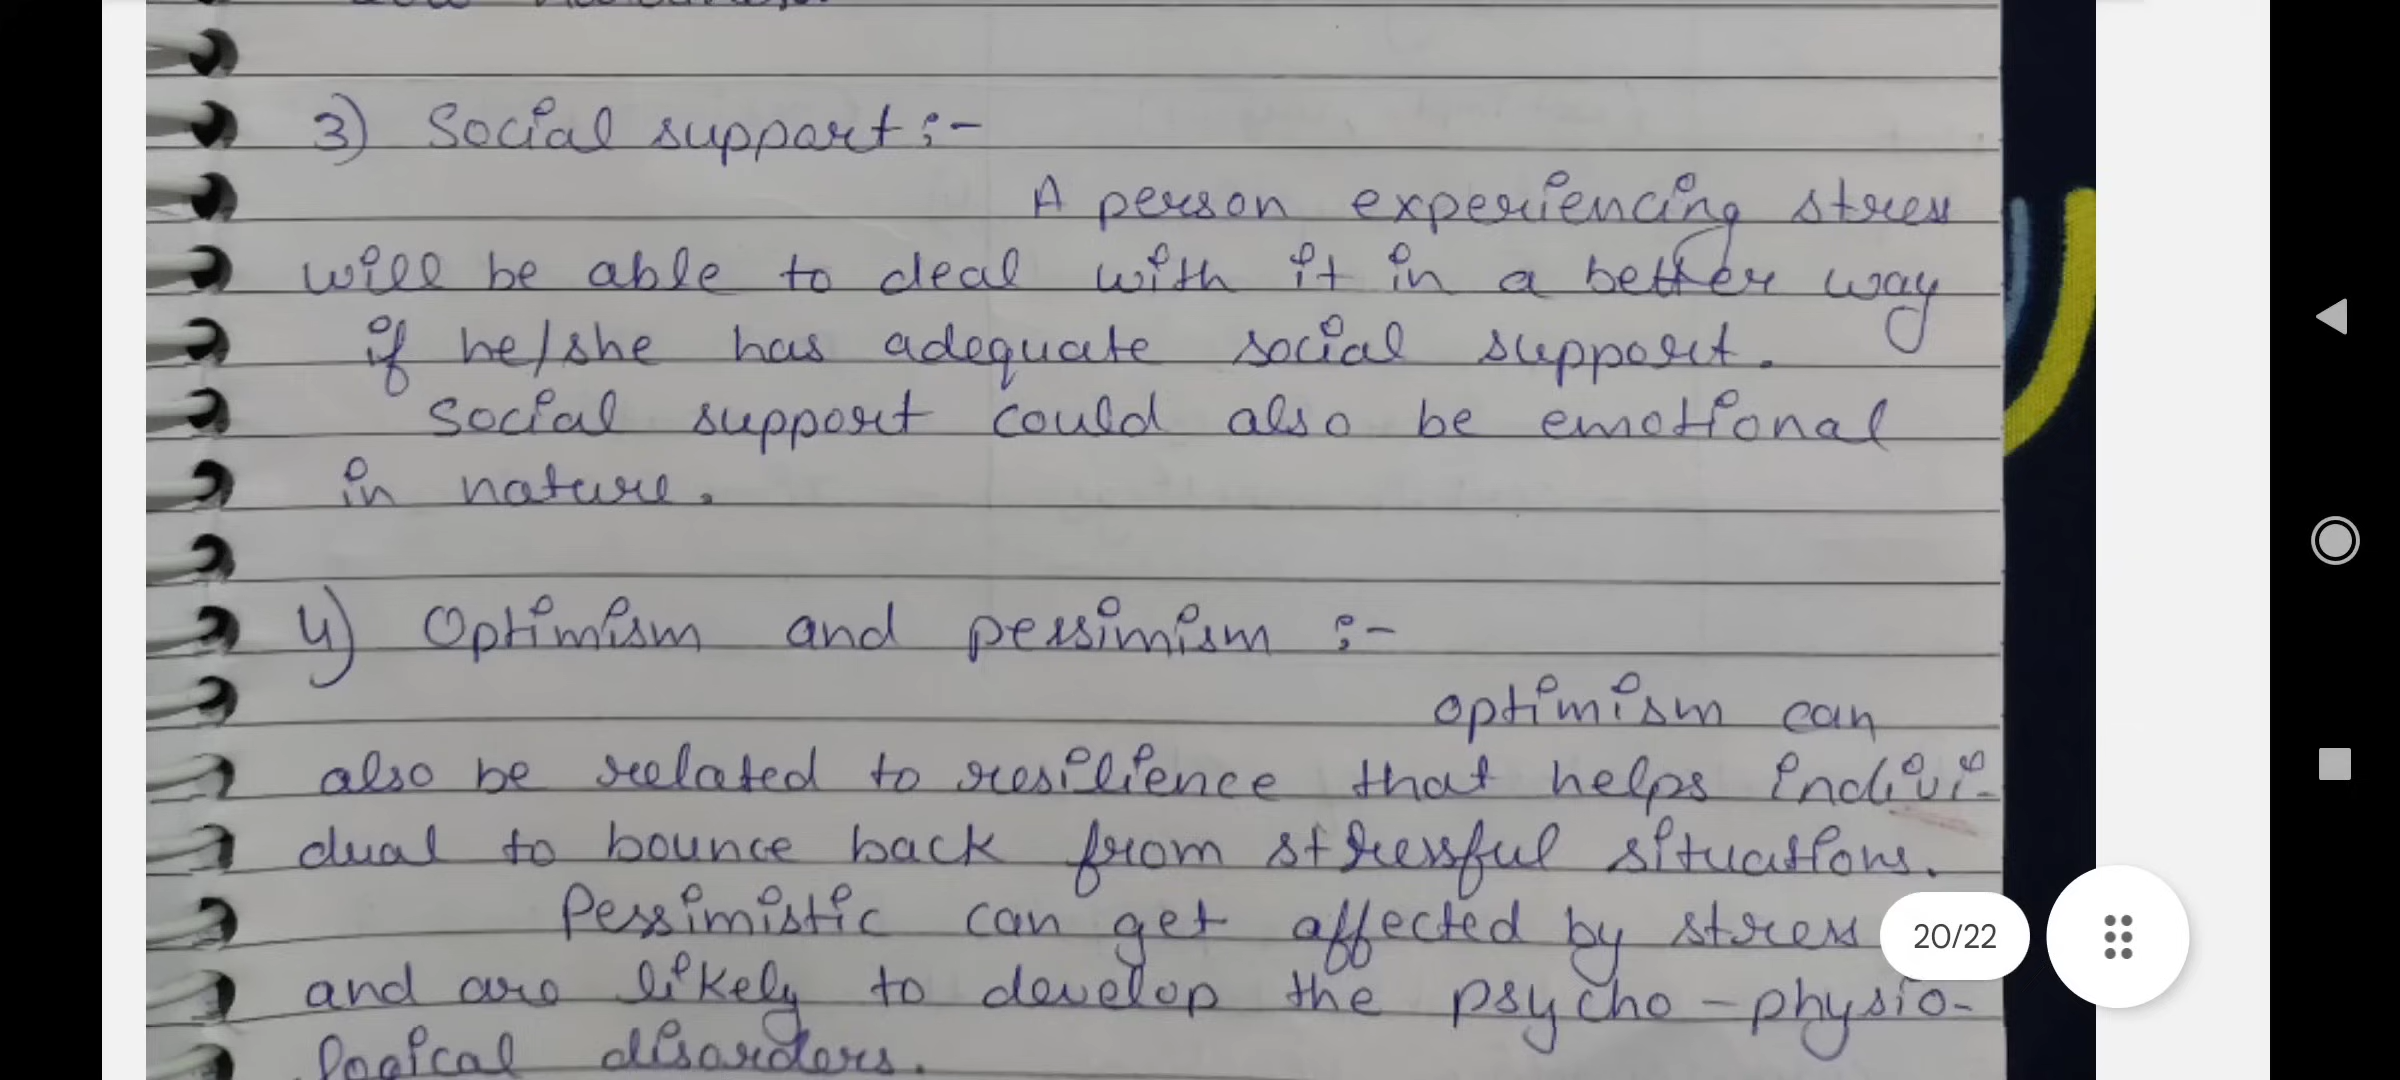 3) Social support :-
A person experiencing stress
will be able to deal with it in a better way
if he/she has adequate social support.
Social support could also be emotional
in nature.
4) Optimism and pessimism :-
optimism can
also be related to resilience that helps indivi-
dual to bounce back from stressful situations.
Pessimistic can get affected by stress
20/22
and are likely to develop the psycho-physio-
logical disorders.